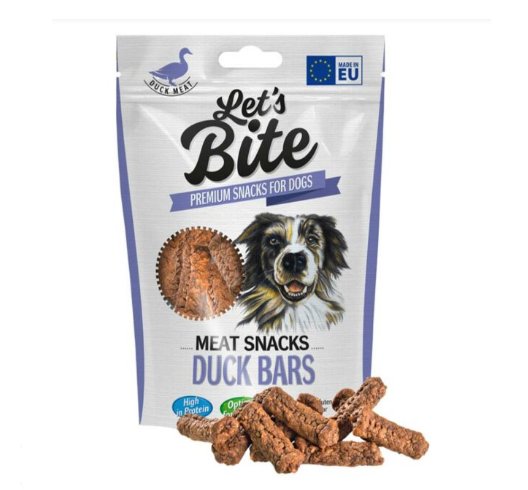 DUCK MEAT
MADE IN
EU
Let's
Bite
PREMIUM SNACKS FOR DOGS
MEAT SNACKS
DUCK BARS
High
in Protein